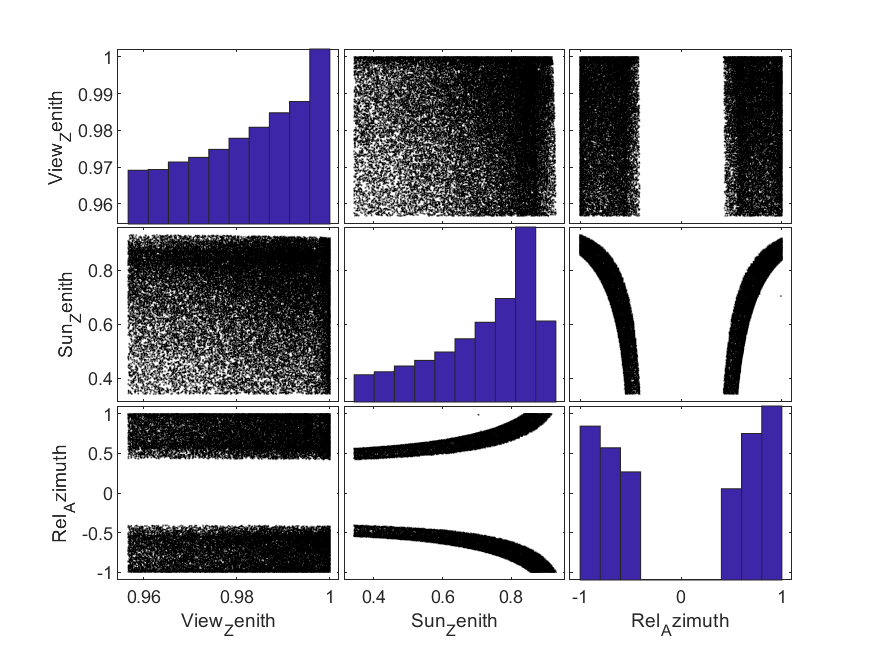 View_Zenith
1
0.99
0.98
0.97
0.96
Sun_Zenith
0.8
0.6
0.4
Rel_Azimuth
1
0.5
0
-0.5
-1
0.96 0.98 1 0.4 0.6 0.8 -1 0 1
View_Zenith Sun_Zenith Rel_Azimuth